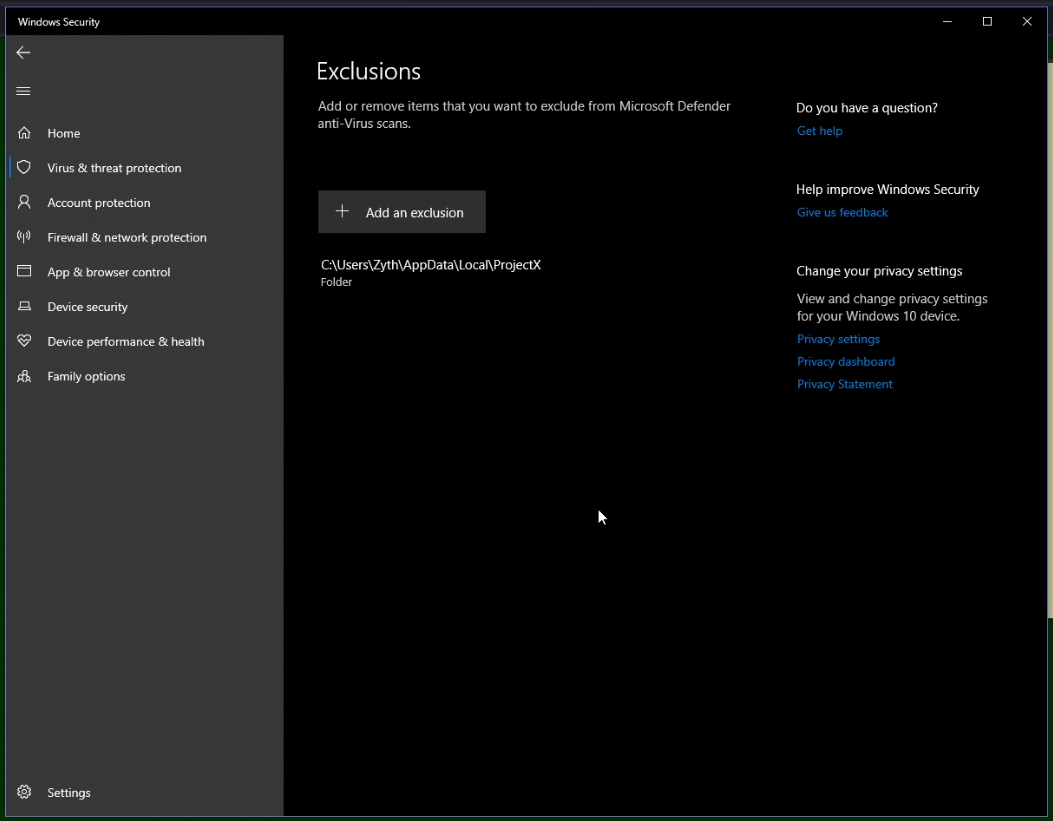 Windows Security
Home
Virus & threat protection
Account protection
Firewall & network protection
App & browser control
Device security
Device performance & health
Family options
Settings
Exclusions
Add or remove items that you want to exclude from Microsoft Defender
anti-Virus scans.
Add an exclusion
C:\Users\Zyth\AppData\Local\ProjectX
Folder
Do you have a question?
Get help
Help improve Windows Security
Give us feedback
Change your privacy settings
View and change privacy settings
for your Windows 10 device.
Privacy settings
Privacy dashboard
Privacy Statement